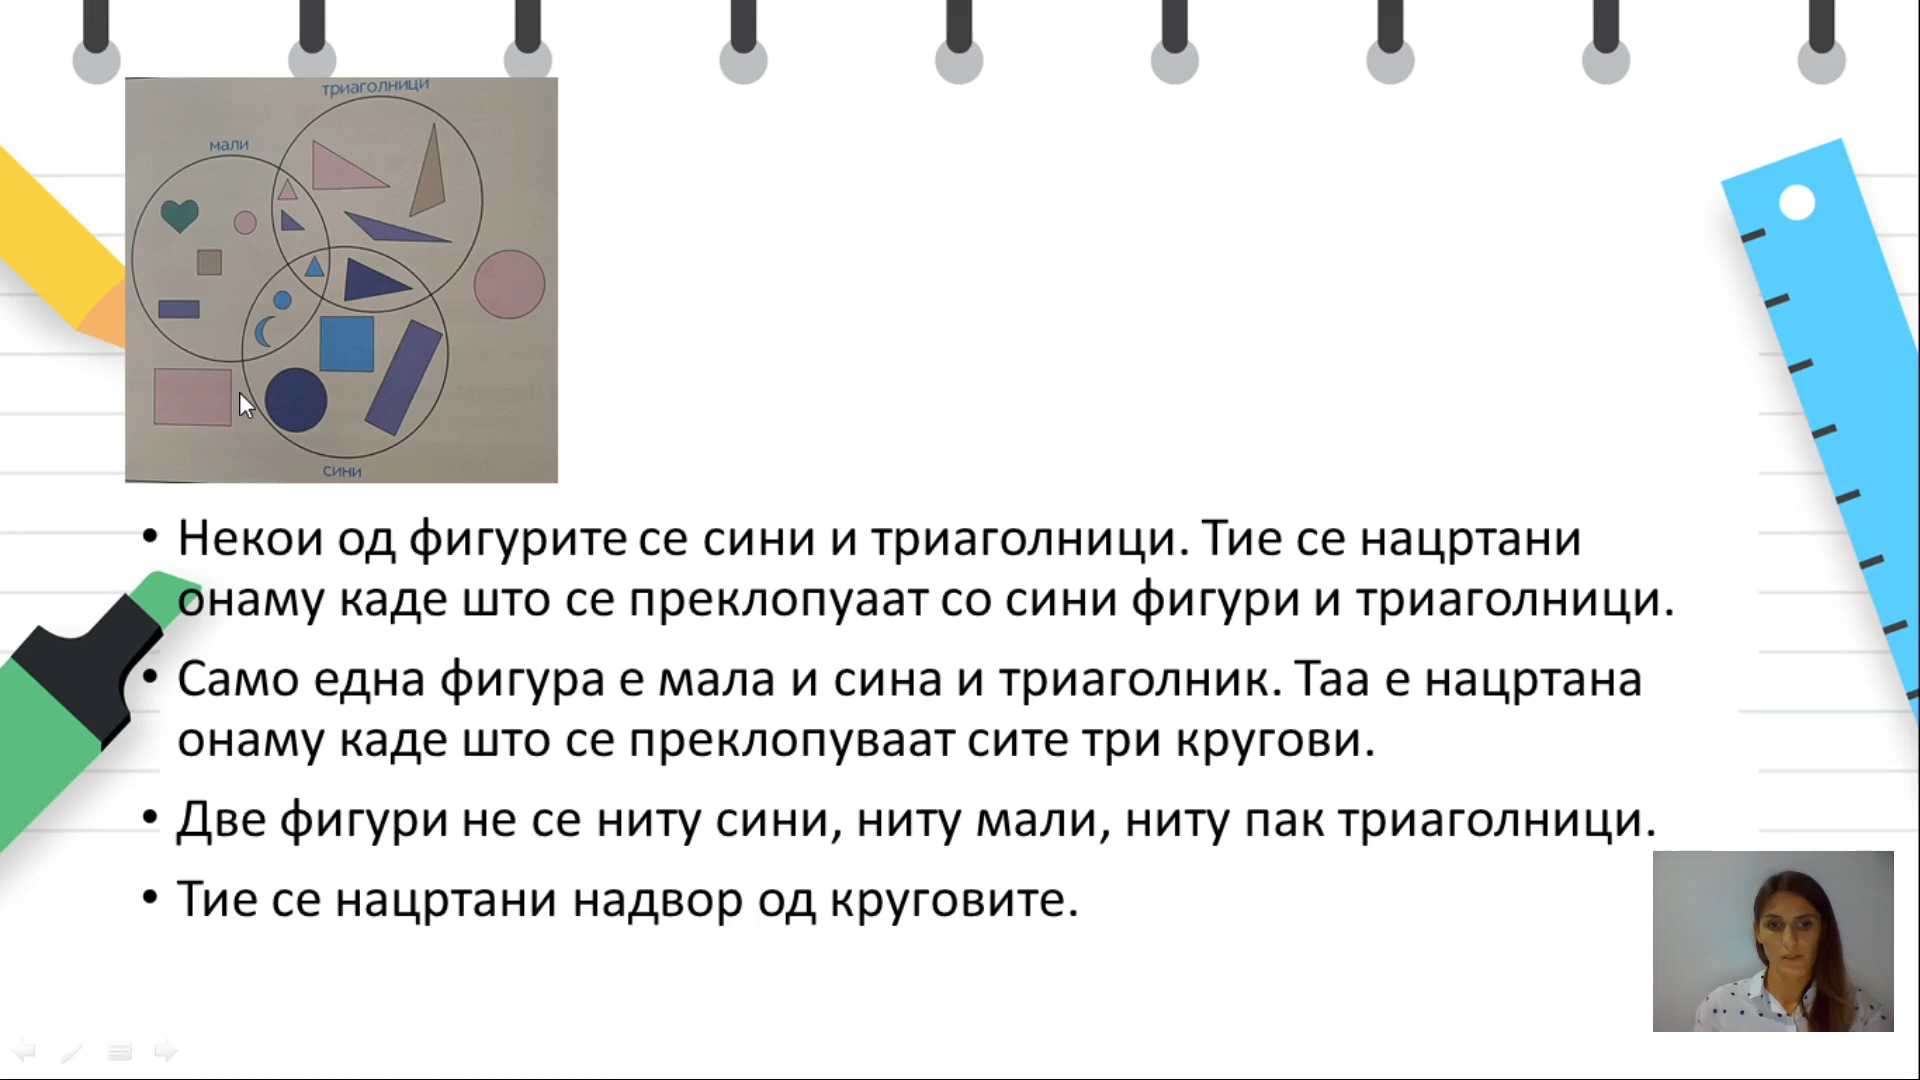 триаголници
мали
сини
• Некои од фигурите се сини и триаголници. Тие се нацртани
онаму каде што се преклопуаат со сини фигури и триаголници.
• Само една фигура е мала и сина и триаголник. Таа е нацртана
онаму каде што се преклопуваат сите три кругови.
• Две фигури не се ниту сини, ниту мали, ниту пак триаголници.
• Тие се нацртани надвор од круговите.